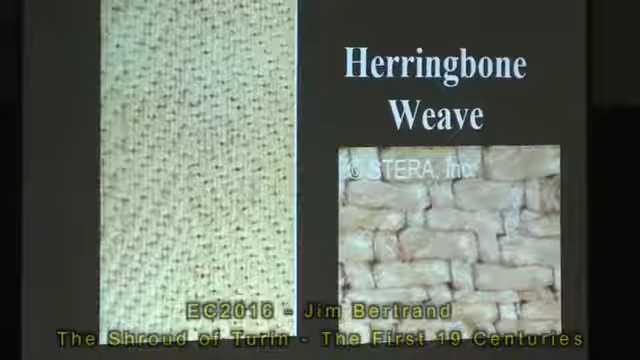 Herringbone
Weave
© STERA, Inc.
EC2016 - Jim Bertrand
The Shroud of Turin - The First 19 Centuries